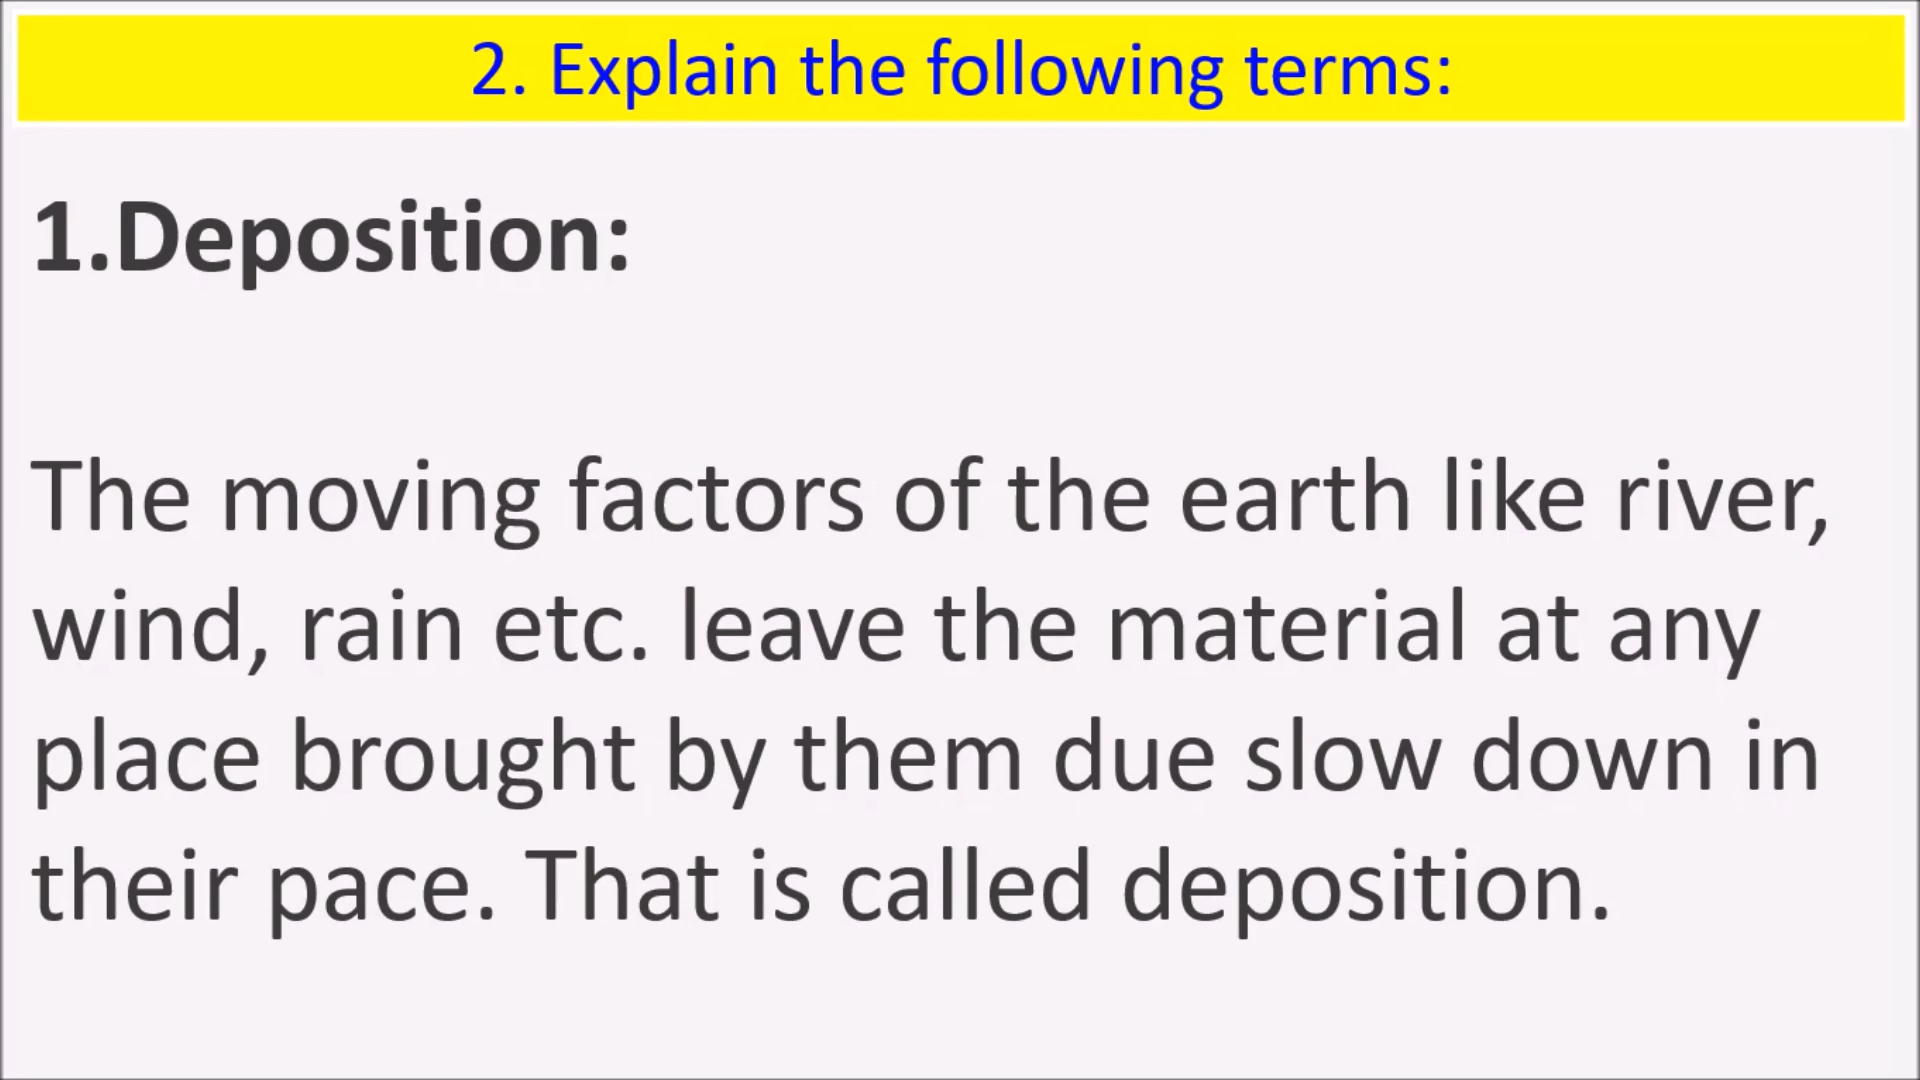 2. Explain the following terms:
1.Deposition:
The moving factors of the earth like river,
wind, rain etc. leave the material at any
place brought by them due slow down in
their pace. That is called deposition.